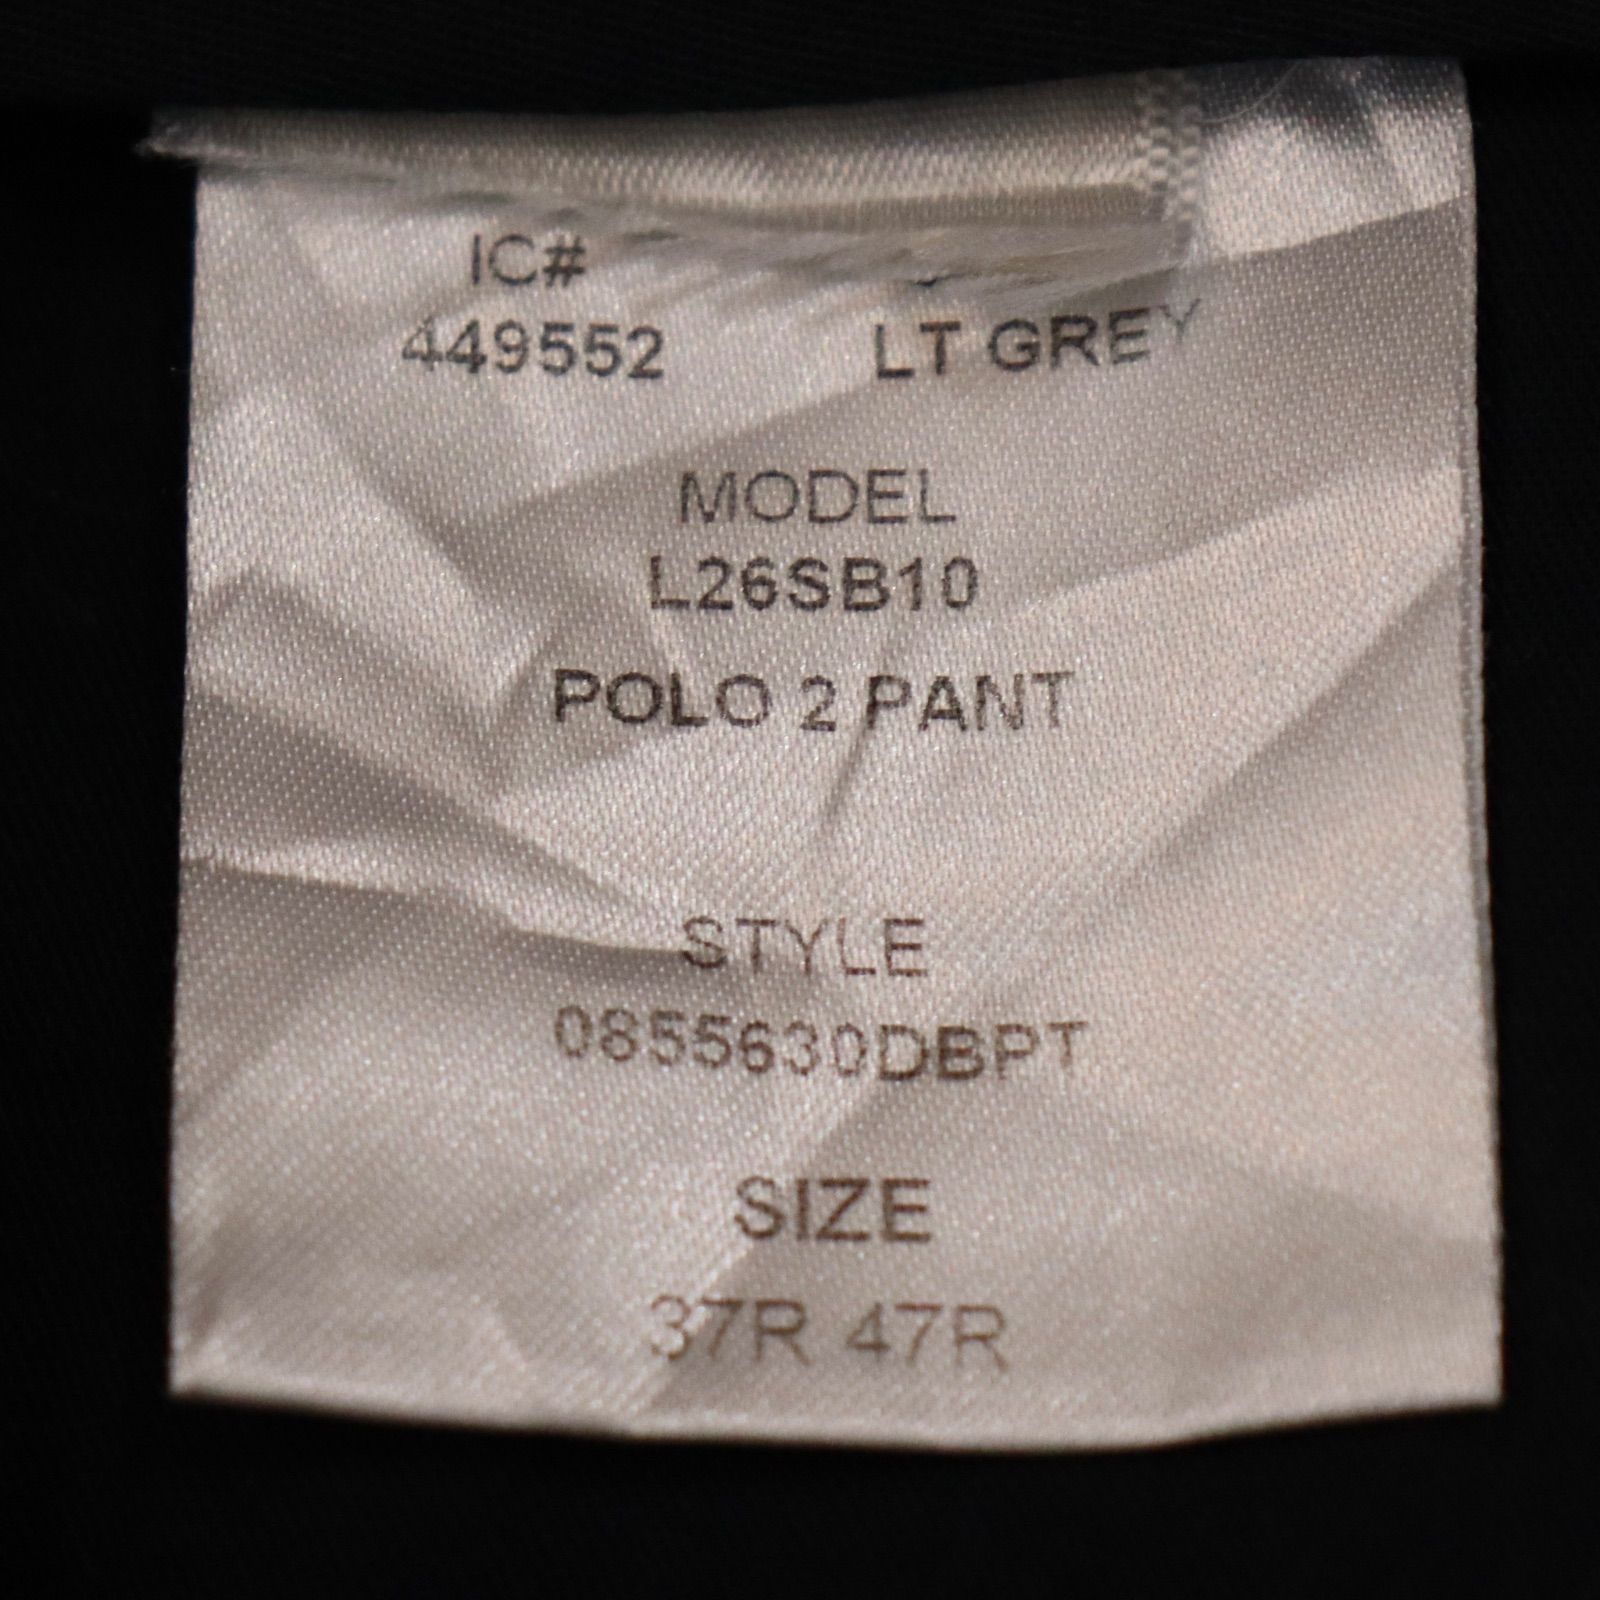 IC#
449552 LT GREY
MODEL
L26SB10
POLO 2 PANT
STYLE
0855630DBPT
SIZE
37R 47R